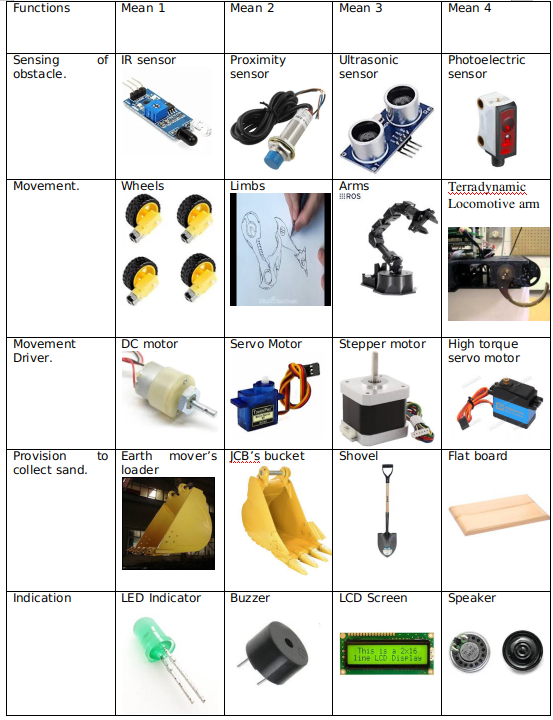 Functions
Mean 1
Mean 2
Mean 3
Mean 4
Sensing of
obstacle.
IR sensor
Proximity
sensor
Ultrasonic
sensor
Photoelectric
sensor
Movement.
Wheels
Limbs
Arms
ROS
Terradynamic
Locomotive arm
Movement
Driver.
DC motor
Servo Motor
Stepper motor
High torque
servo motor
Provision to
collect sand.
Earth mover's
loader
JCB's bucket
Shovel
Flat board
Indication
LED Indicator
Buzzer
LCD Screen
This is a 2x16
line LCD Display
Speaker